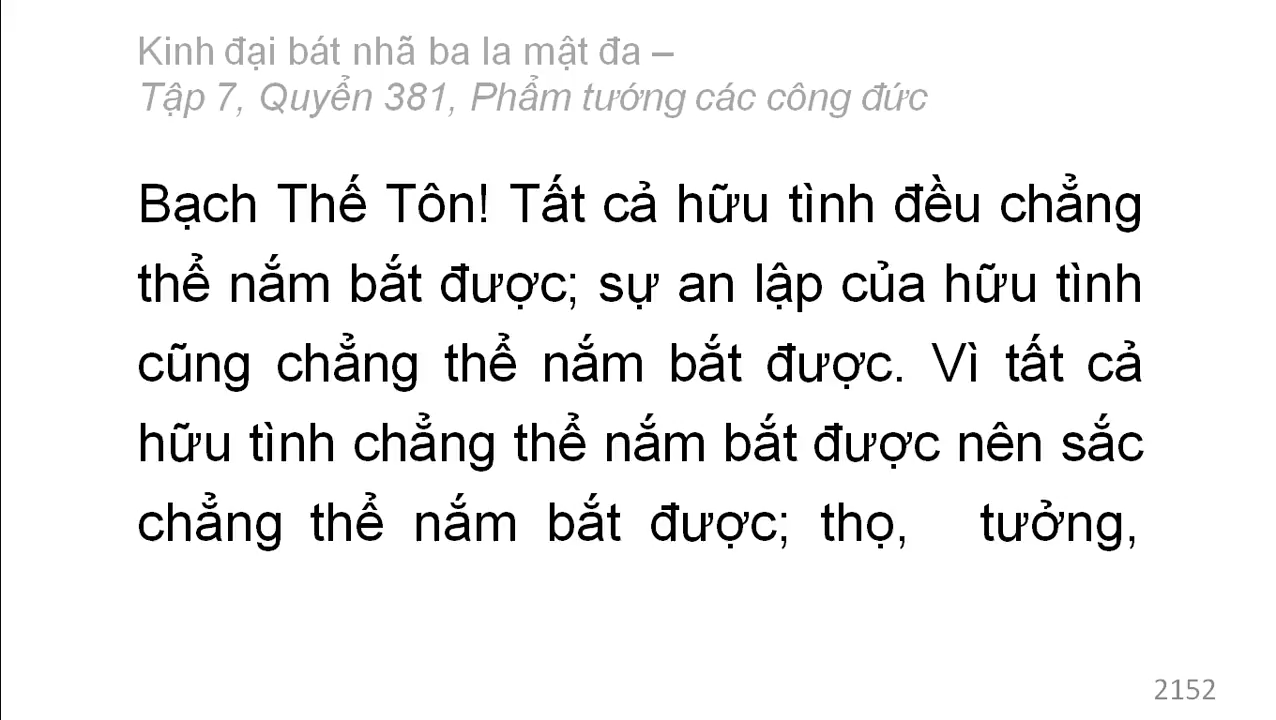 Kinh đại bát nhã ba la mật đa –
Tập 7, Quyển 381, Phẩm tướng các công đức
Bạch Thế Tôn! Tất cả hữu tình đều chẳng
thể nắm bắt được; sự an lập của hữu tình
cũng chẳng thể nắm bắt được. Vì tất cả
hữu tình chẳng thể nắm bắt được nên sắc
chẳng thể nắm bắt được; thọ, tưởng,
2152